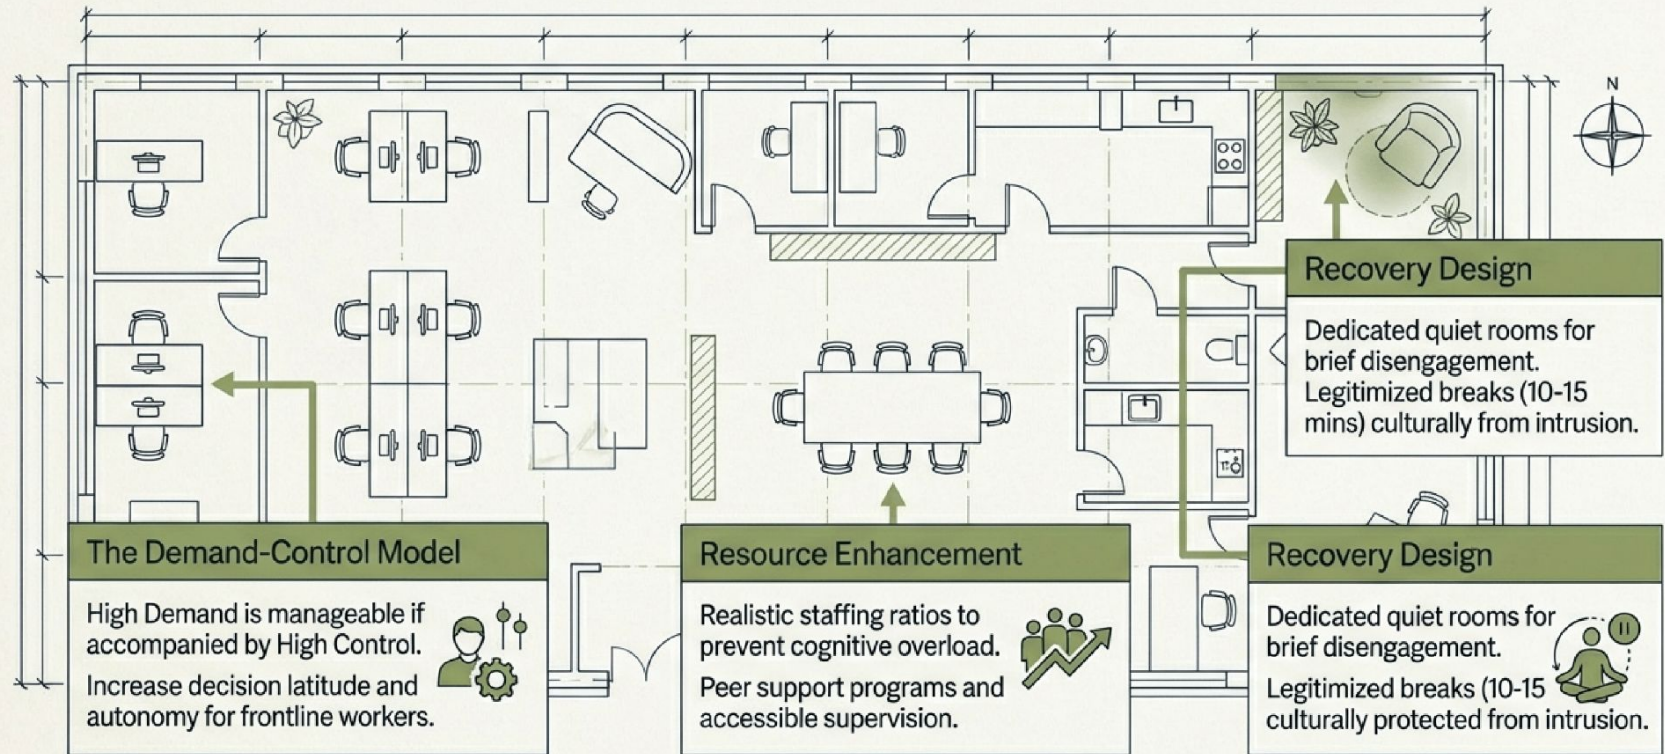 N
Recovery Design
Dedicated quiet rooms for
brief disengagement.
Legitimized breaks (10-15
mins) culturally from intrusion.
The Demand-Control Model
High Demand is manageable if
accompanied by High Control.
Increase decision latitude and
autonomy for frontline workers.
Resource Enhancement
Realistic staffing ratios to
prevent cognitive overload.
Peer support programs and
accessible supervision.
Recovery Design
Dedicated quiet rooms for
brief disengagement.
Legitimized breaks (10-15
culturally protected from intrusion.